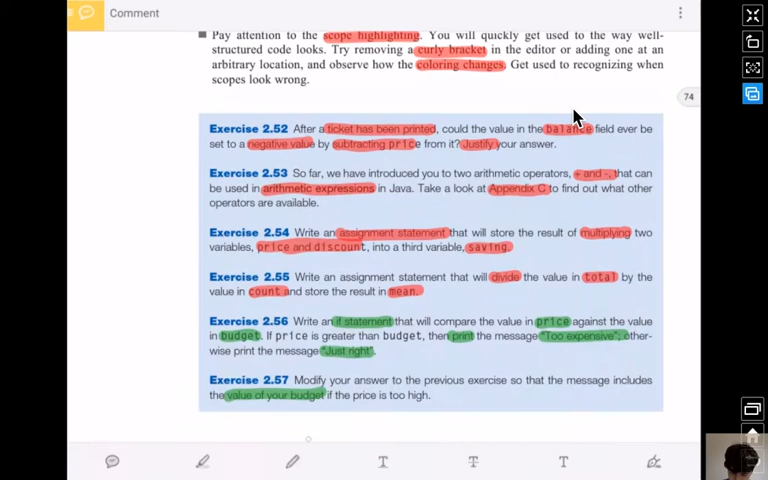 Comment
Pay attention to the scope highlighting. You will quickly get used to the way well-
structured code looks. Try removing a curly bracket in the editor or adding one at an
arbitrary location, and observe how the coloring changes. Get used to recognizing when
scopes look wrong.
74
Exercise 2.52 After a ticket has been printed, could the value in the balance field ever be
set to a negative value by subtracting price from it? Justify your answer.
Exercise 2.53 So far, we have introduced you to two arithmetic operators, + and -, that can
be used in arithmetic expressions in Java. Take a look at Appendix C to find out what other
operators are available.
Exercise 2.54 Write an assignment statement that will store the result of multiplying two
variables, price and discount, into a third variable, saving.
Exercise 2.55 Write an assignment statement that will divide the value in total by the
value in count and store the result in mean.
Exercise 2.56 Write an if statement that will compare the value in price against the value
in budget. If price is greater than budget, then print the message "Too expensive"; other-
wise print the message "Just right".
Exercise 2.57 Modify your answer to the previous exercise so that the message includes
the value of your budget if the price is too high.
T T T